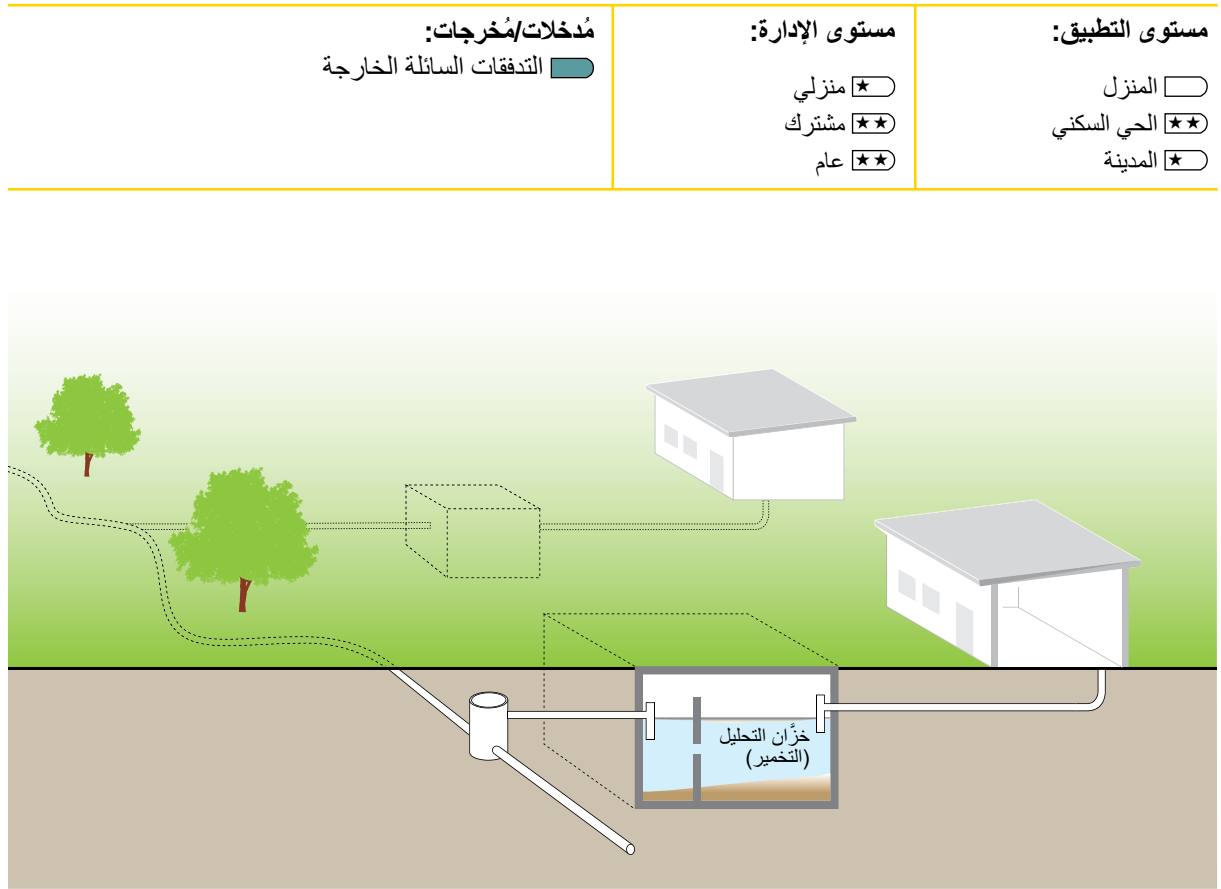 مستوى التطبيق:
المنزل
★★ الحي السكني
★ المدينة
مستوى الإدارة:
★ منزلي
★★ مشترك
★★ عام
مُدخلات/مُخرجات:
التدفقات السائلة الخارجة
خزَّان التحليل
(التخمير)